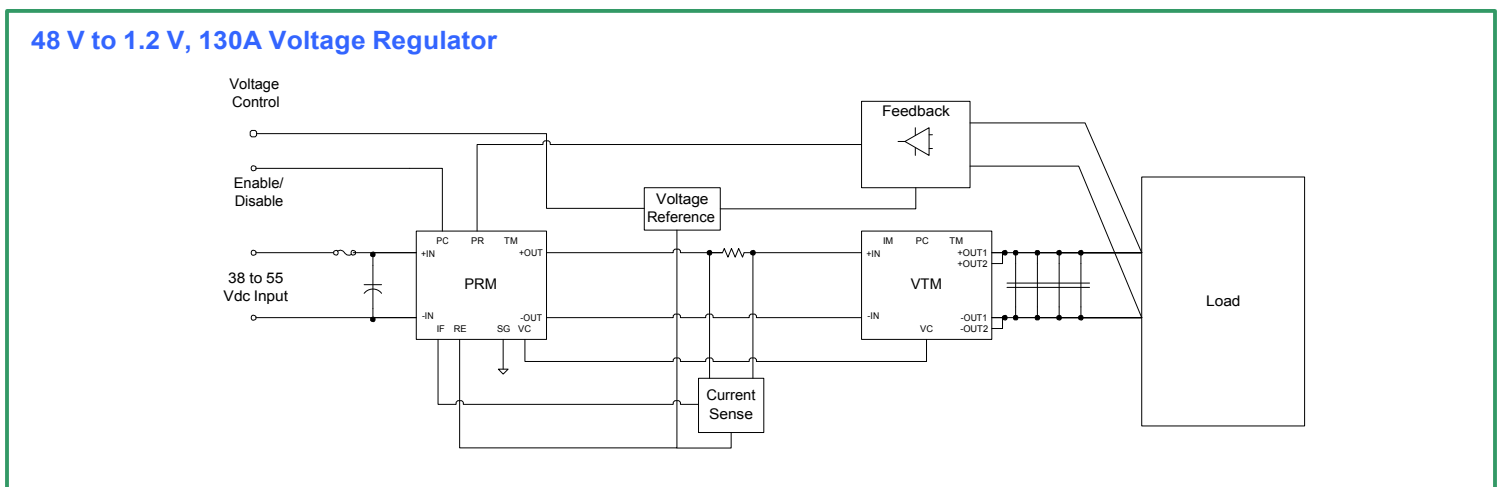 48 V to 1.2 V, 130A Voltage Regulator
Voltage
Control
Feedback
Enable/
Disable
Voltage
Reference
PC PR TM
+IN
+OUT
PRM
-IN
-OUT
IF RE SG VC
38 to 55
Vdc Input
IM PC TM
+IN
+OUT1
+OUT2
VTM
-IN
-OUT1
-OUT2
VC
Load
Current
Sense